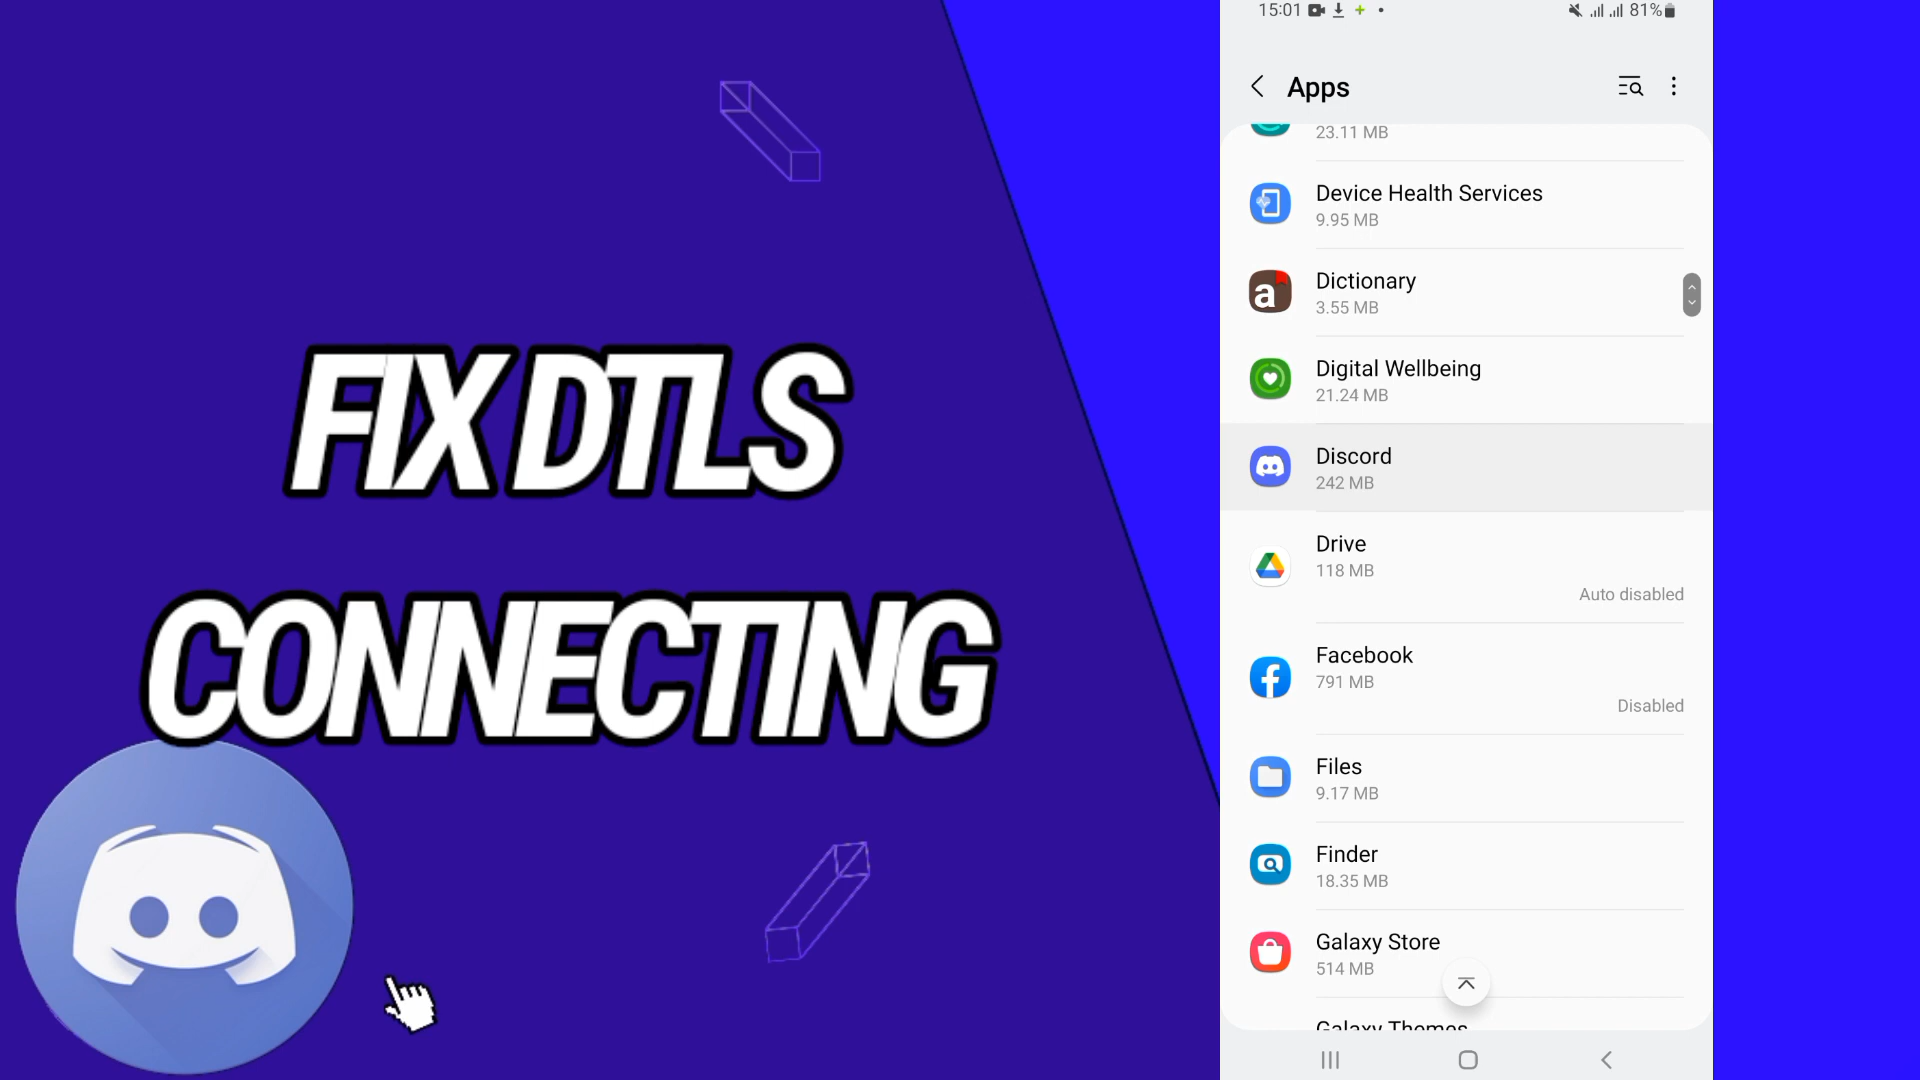 FIX DTLS
CONNECTING
15:01
81%
Apps
23.11 MB
Device Health Services
9.95 MB
Dictionary
3.55 MB
a
Digital Wellbeing
21.24 MB
Discord
242 MB
Drive
118 MB
Auto disabled
Facebook
791 MB
Disabled
Files
9.17 MB
Finder
18.35 MB
Galaxy Store
514 MB
Galaxy Themes